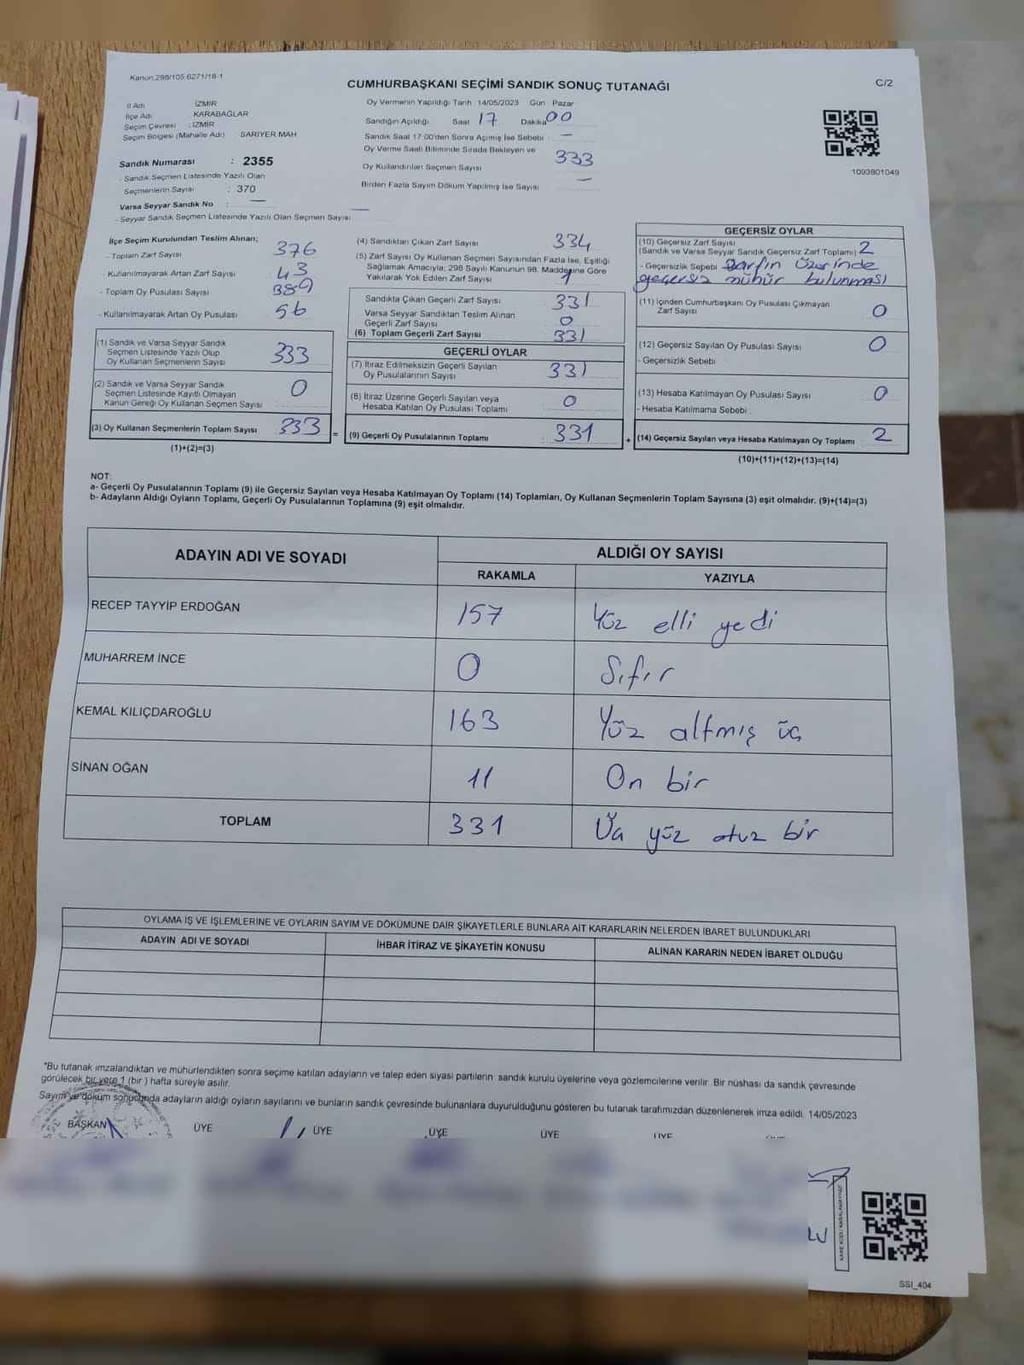 Kanun:298/105 6271/18-1
CUMHURBAŞKANI SEÇİMİ SANDIK SONUÇ TUTANAĞI
C/2
İl Adı : İZMİR
İlçe Adı : KARABAĞLAR
Seçim Çevresi : İZMİR
Seçim Bölgesi (Mahalle Adı) SARIYER MAH
Sandık Numarası : 2355
- Sandık Seçmen Listesinde Yazılı Olan
Seçmenlerin Sayısı : 370
Varsa Seyyar Sandık No : —
- Seyyar Sandık Seçmen Listesinde Yazılı Olan Seçmen Sayısı : —
Oy Vermenin Yapıldığı Tarih 14/05/2023 Gün Pazar
Sandığın Açıldığı Saat 17 Dakika 00
Sandık Saat 17:00'den Sonra Açılmış İse Sebebi : —
Oy Verme Saati Bitiminde Sırada Bekleyen ve
Oy Kullandırılan Seçmen Sayısı 333
Birden Fazla Sayım Döküm Yapılmış İse Sayısı —
1093801049
İlçe Seçim Kurulundan Teslim Alınan;
- Toplam Zarf Sayısı 376
- Kullanılmayarak Artan Zarf Sayısı 43
- Toplam Oy Pusulası Sayısı 389
- Kullanılmayarak Artan Oy Pusulası 56
(1) Sandık ve Varsa Seyyar Sandık
Seçmen Listesinde Yazılı Olup
Oy Kullanan Seçmenlerin Sayısı 333
(2) Sandık ve Varsa Seyyar Sandık
Seçmen Listesinde Kayıtlı Olmayan
Kanun Gereği Oy Kullanan Seçmen Sayısı 0
(3) Oy Kullanan Seçmenlerin Toplam Sayısı 333
(1)+(2)=(3)
(4) Sandıktan Çıkan Zarf Sayısı 334
(5) Zarf Sayısı Oy Kullanan Seçmen Sayısından Fazla İse, Eşitliği
Sağlamak Amacıyla; 298 Sayılı Kanunun 98. Maddesine Göre
Yakılarak Yok Edilen Zarf Sayısı 1
Sandıkta Çıkan Geçerli Zarf Sayısı 331
Varsa Seyyar Sandıktan Teslim Alınan
Geçerli Zarf Sayısı 0
(6) Toplam Geçerli Zarf Sayısı 331
GEÇERLİ OYLAR
(7) İtiraz Edilmeksizin Geçerli Sayılan
Oy Pusulalarının Sayısı 331
(8) İtiraz Üzerine Geçerli Sayılan veya
Hesaba Katılan Oy Pusulası Toplamı 0
=
(9) Geçerli Oy Pusulalarının Toplamı : 331
GEÇERSİZ OYLAR
(10) Geçersiz Zarf Sayısı
(Sandık ve Varsa Seyyar Sandık Geçersiz Zarf Toplamı) 2
- Geçersizlik Sebebi Zarfın üzerinde
geçersiz mühür bulunması
(11) İçinden Cumhurbaşkanı Oy Pusulası Çıkmayan
Zarf Sayısı 0
(12) Geçersiz Sayılan Oy Pusulası Sayısı 0
- Geçersizlik Sebebi
(13) Hesaba Katılmayan Oy Pusulası Sayısı 0
- Hesaba Katılmama Sebebi
+
(14) Geçersiz Sayılan veya Hesaba Katılmayan Oy Toplamı : 2
(10)+(11)+(12)+(13)=(14)
NOT:
a- Geçerli Oy Pusulalarının Toplamı (9) ile Geçersiz Sayılan veya Hesaba Katılmayan Oy Toplamı (14) Toplamları, Oy Kullanan Seçmenlerin Toplam Sayısına (3) eşit olmalıdır. (9)+(14)=(3)
b- Adayların Aldığı Oyların Toplamı, Geçerli Oy Pusulalarının Toplamına (9) eşit olmalıdır.
ADAYIN ADI VE SOYADI
ALDIĞI OY SAYISI
RAKAMLA YAZIYLA
RECEP TAYYİP ERDOĞAN 157 Yüz elli yedi
MUHARREM İNCE 0 Sıfır
KEMAL KILIÇDAROĞLU 163 Yüz altmış üç
SİNAN OĞAN 11 On bir
TOPLAM 331 Üç yüz otuz bir
OYLAMA İŞ VE İŞLEMLERİNE VE OYLARIN SAYIM VE DÖKÜMÜNE DAİR ŞİKAYETLERLE BUNLARA AİT KARARLARIN NELERDEN İBARET BULUNDUKLARI
ADAYIN ADI VE SOYADI İHBAR İTİRAZ VE ŞİKAYETİN KONUSU ALINAN KARARIN NEDEN İBARET OLDUĞU
*Bu tutanak imzalandıktan ve mühürlendikten sonra seçime katılan adayların ve talep eden siyasi partilerin sandık kurulu üyelerine veya gözlemcilerine verilir. Bir nüshası da sandık çevresinde
görülecek bir yere 1 (bir) hafta süreyle asılır.
Sayım ve döküm sonucunda adayların aldığı oyların sayılarını ve bunların sandık çevresinde bulunanlara duyurulduğunu gösteren bu tutanak tarafımızdan düzenlenerek imza edildi. 14/05/2023
BAŞKAN ÜYE ÜYE ÜYE ÜYE ÜYE
SSI_404